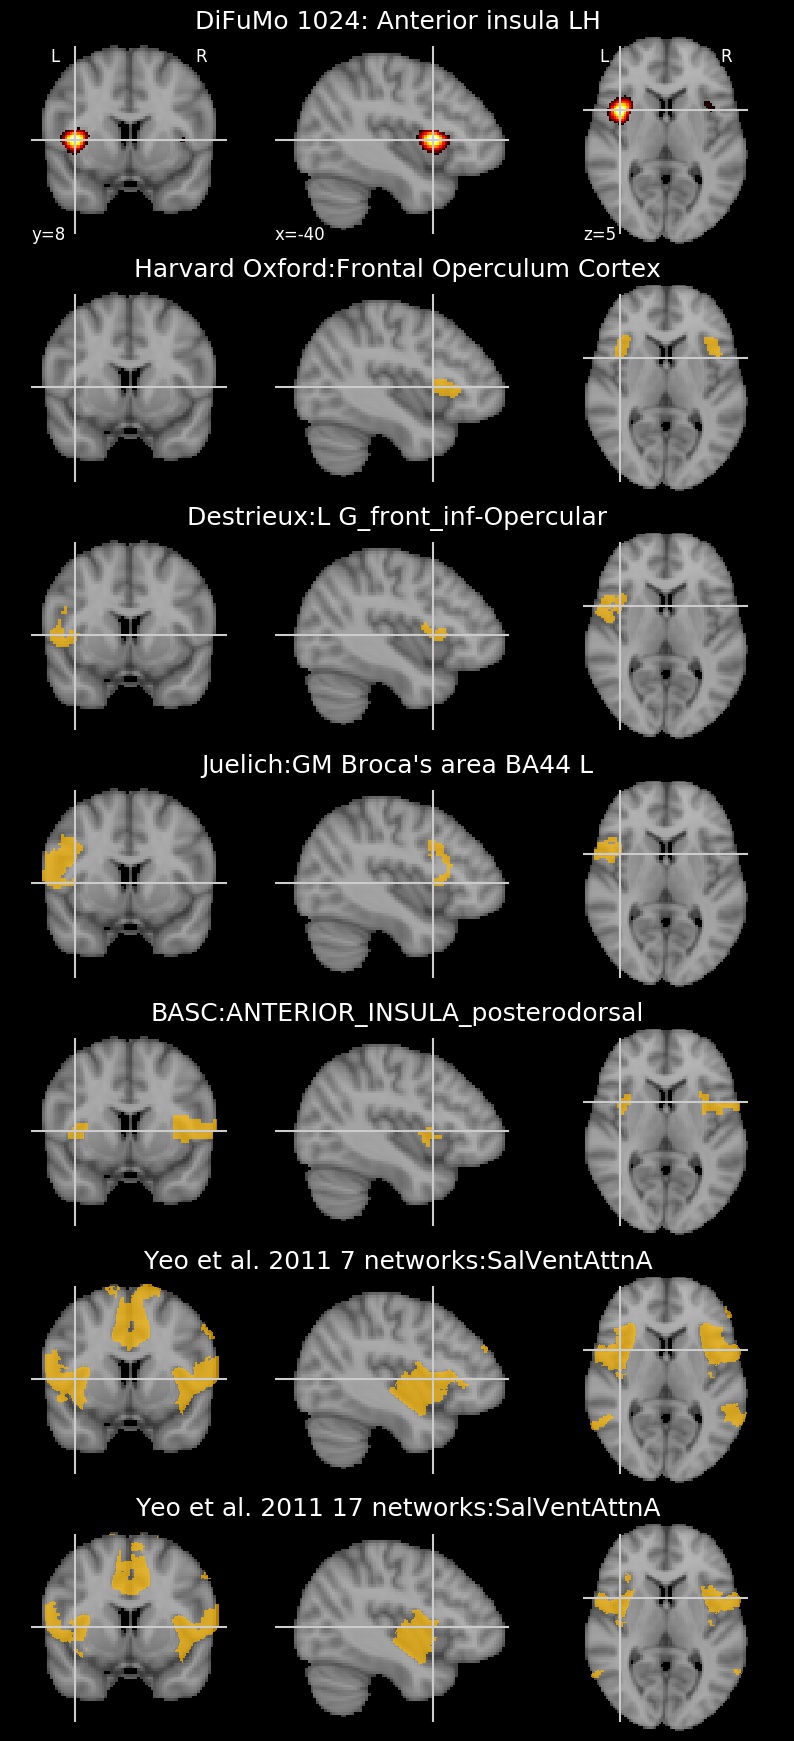 DiFuMo 1024: Anterior insula LH
L R L R
y=8 x=-40 z=5
Harvard Oxford:Frontal Operculum Cortex
Destrieux:L G_front_inf-Opercular
Juelich:GM Broca's area BA44 L
BASC:ANTERIOR_INSULA_posterodorsal
Yeo et al. 2011 7 networks:SalVentAttnA
Yeo et al. 2011 17 networks:SalVentAttnA